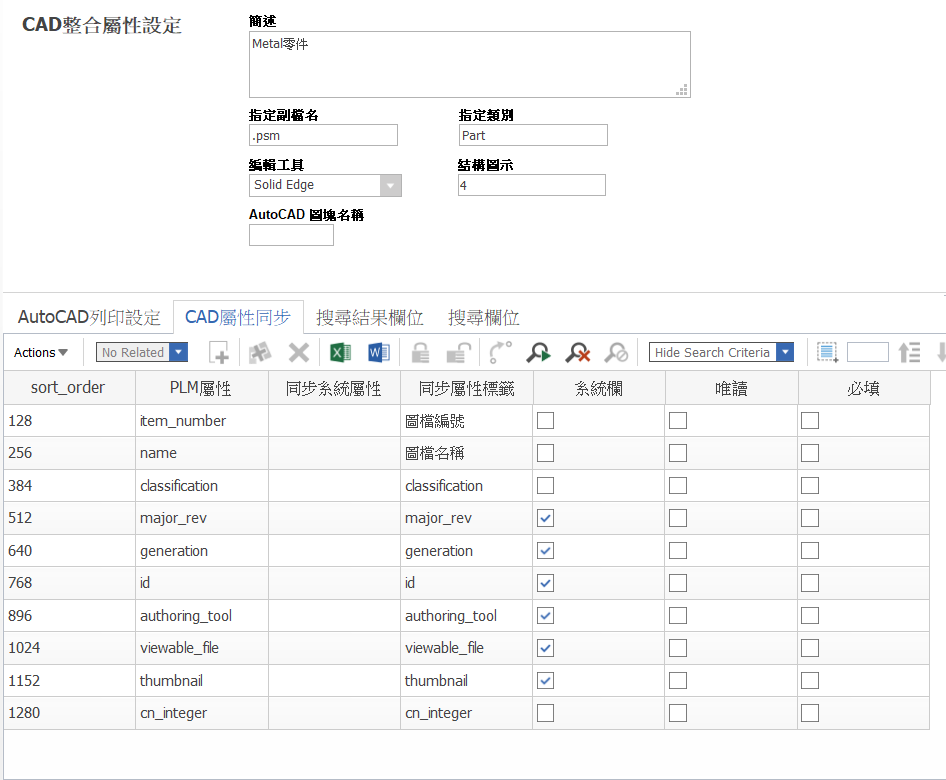 CAD整合屬性設定
簡述
Metal零件
指定副檔名
指定類別
.psm
Part
編輯工具
結構圖示
Solid Edge
4
AutoCAD 圖塊名稱
AutoCAD列印設定 CAD屬性同步 搜尋結果欄位 搜尋欄位
Actions No Related Hide Search Criteria
sort_order PLM屬性 同步系統屬性 同步屬性標籤 系統欄 唯讀 必填
128 item_number 圖檔編號
256 name 圖檔名稱
384 classification classification
512 major_rev major_rev
640 generation generation
768 id id
896 authoring_tool authoring_tool
1024 viewable_file viewable_file
1152 thumbnail thumbnail
1280 cn_integer cn_integer